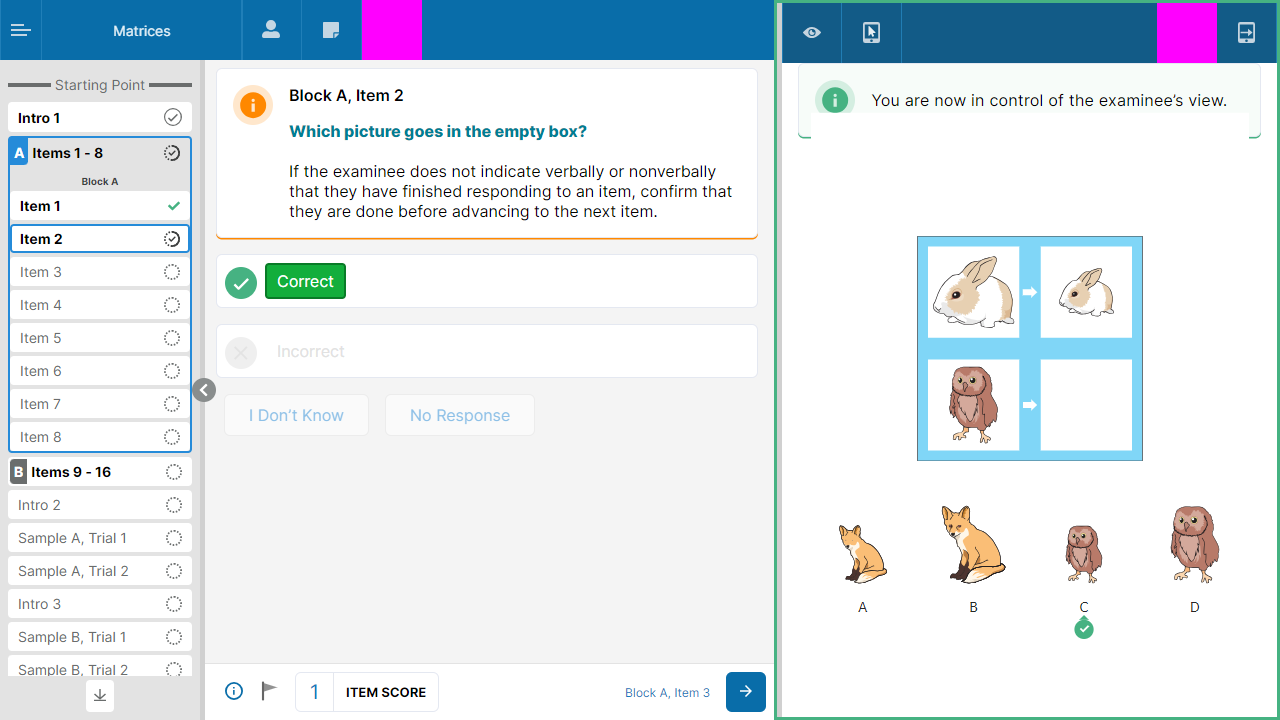 Matrices
Starting Point
Intro 1
A Items 1 - 8
Block A
Item 1
Item 2
Item 3
Item 4
Item 5
Item 6
Item 7
Item 8
B Items 9 - 16
Intro 2
Sample A, Trial 1
Sample A, Trial 2
Intro 3
Sample B, Trial 1
Sample B, Trial 2
Block A, Item 2
Which picture goes in the empty box?
If the examinee does not indicate verbally or nonverbally
that they have finished responding to an item, confirm that
they are done before advancing to the next item.
Correct
Incorrect
I Don’t Know
No Response
1 ITEM SCORE
Block A, Item 3
You are now in control of the examinee’s view.
A B C D